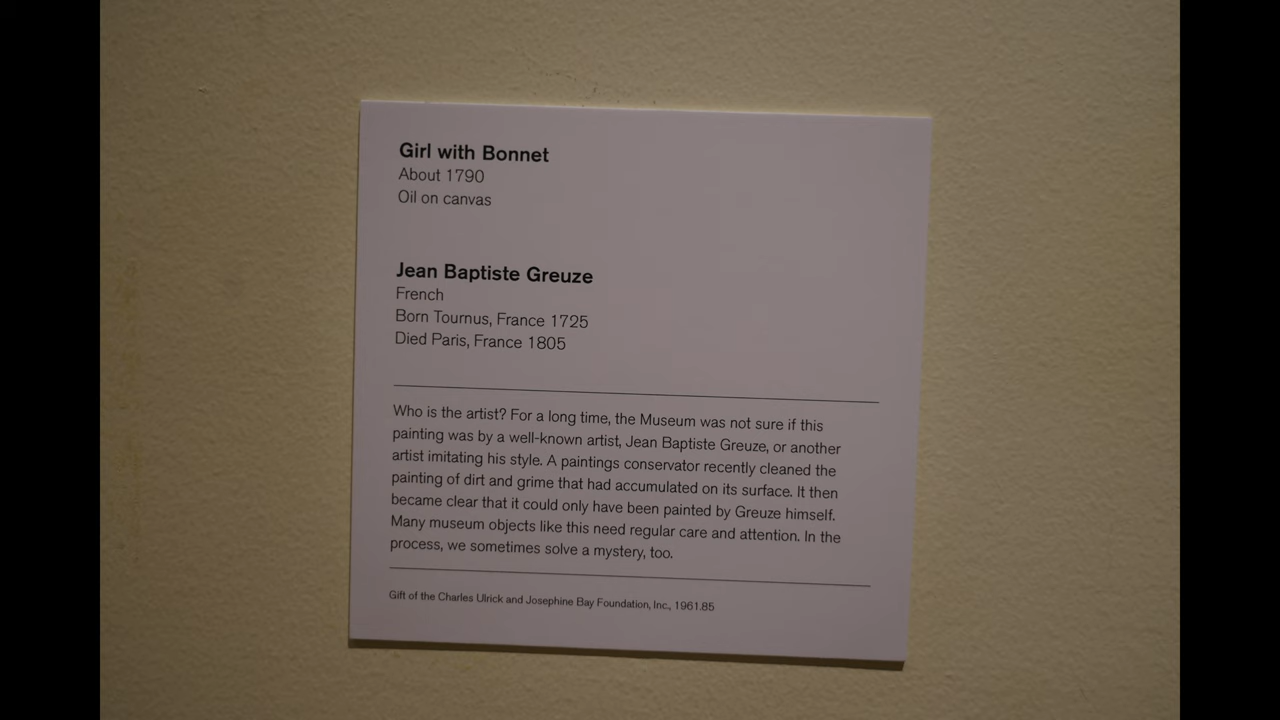 Girl with Bonnet
About 1790
Oil on canvas
Jean Baptiste Greuze
French
Born Tournus, France 1725
Died Paris, France 1805
Who is the artist? For a long time, the Museum was not sure if this
painting was by a well-known artist, Jean Baptiste Greuze, or another
artist imitating his style. A paintings conservator recently cleaned the
painting of dirt and grime that had accumulated on its surface. It then
became clear that it could only have been painted by Greuze himself.
Many museum objects like this need regular care and attention. In the
process, we sometimes solve a mystery, too.
Gift of the Charles Ulrick and Josephine Bay Foundation, Inc., 1961.85